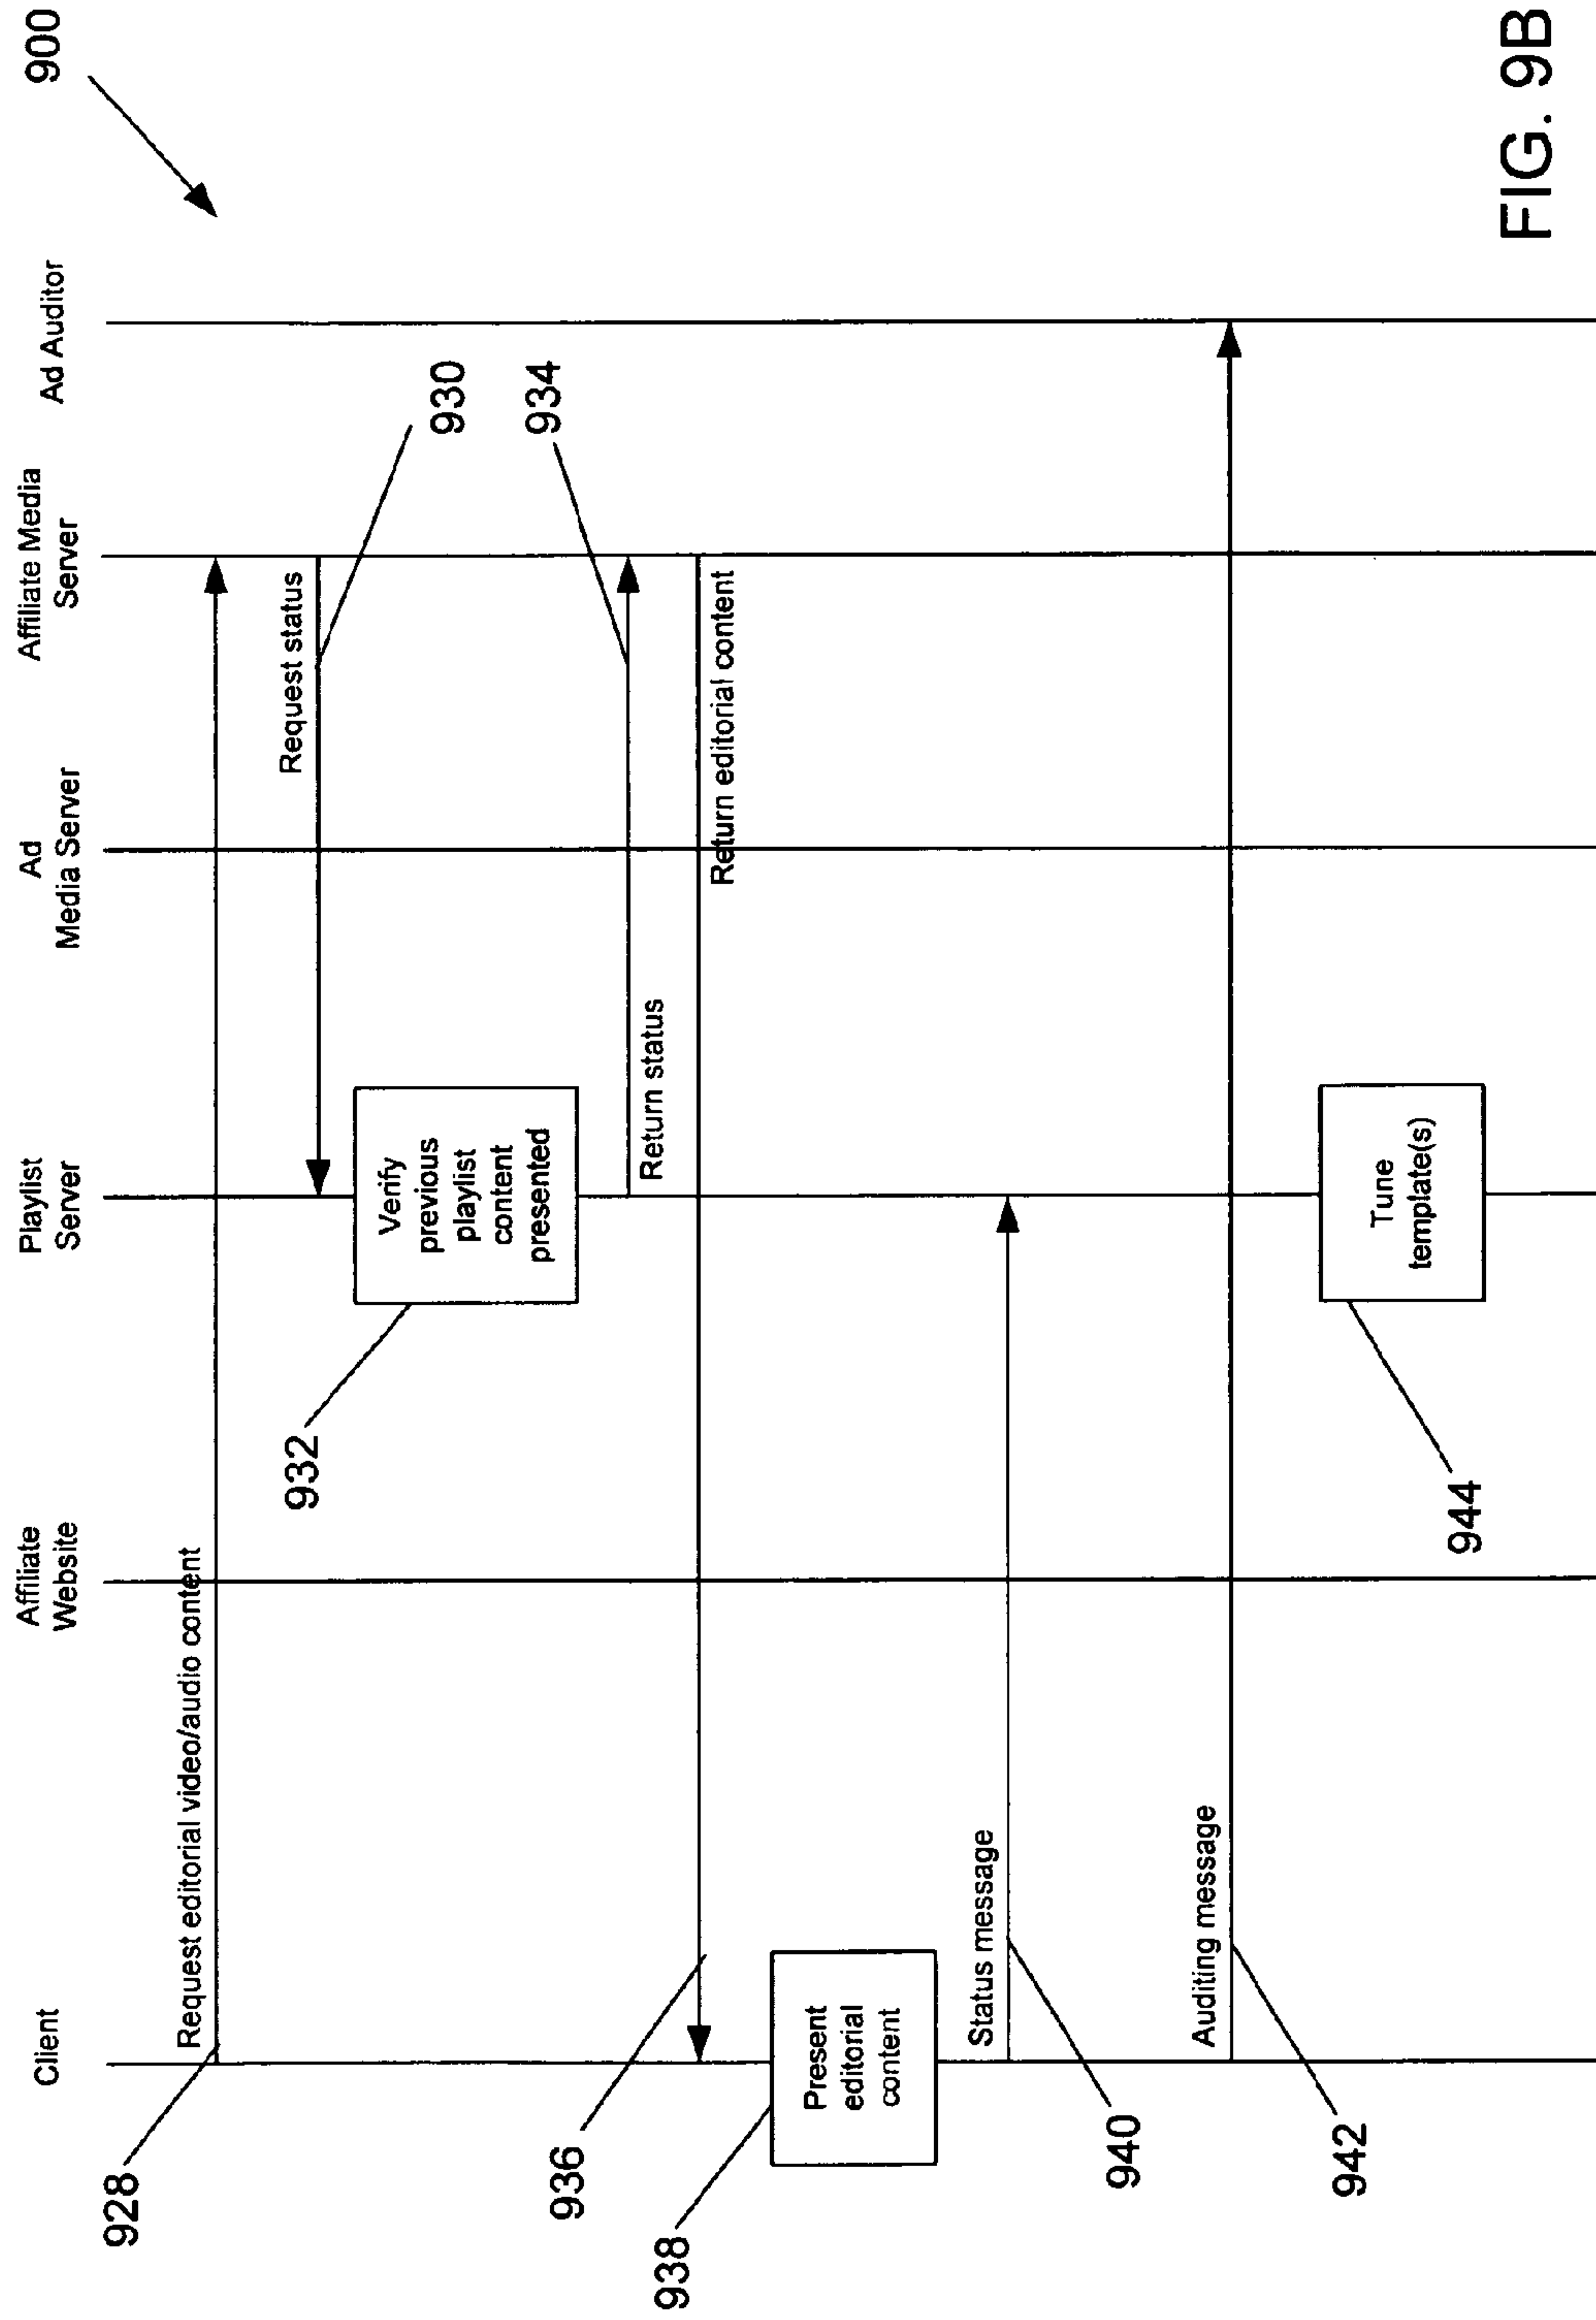 900
Client
Affiliate
Website
Playlist
Server
Ad
Media Server
Affiliate Media
Server
Ad Auditor
928
Request editorial video/audio content
Request status
930
932
Verify
previous
playlist
content
presented
934
Return status
936
Return editorial content
938
Present
editorial
content
Status message
940
Auditing message
942
Tune
template(s)
944
FIG. 9B